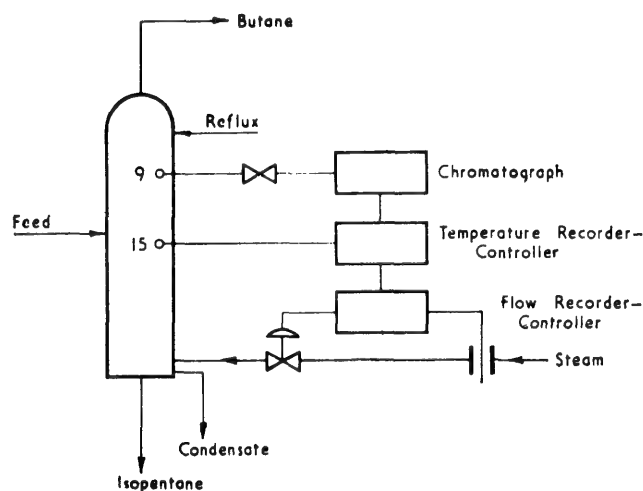 Butane
Reflux
9
Chromatograph
Feed
15
Temperature Recorder-
Controller
Flow Recorder-
Controller
Steam
Condensate
Isopentane